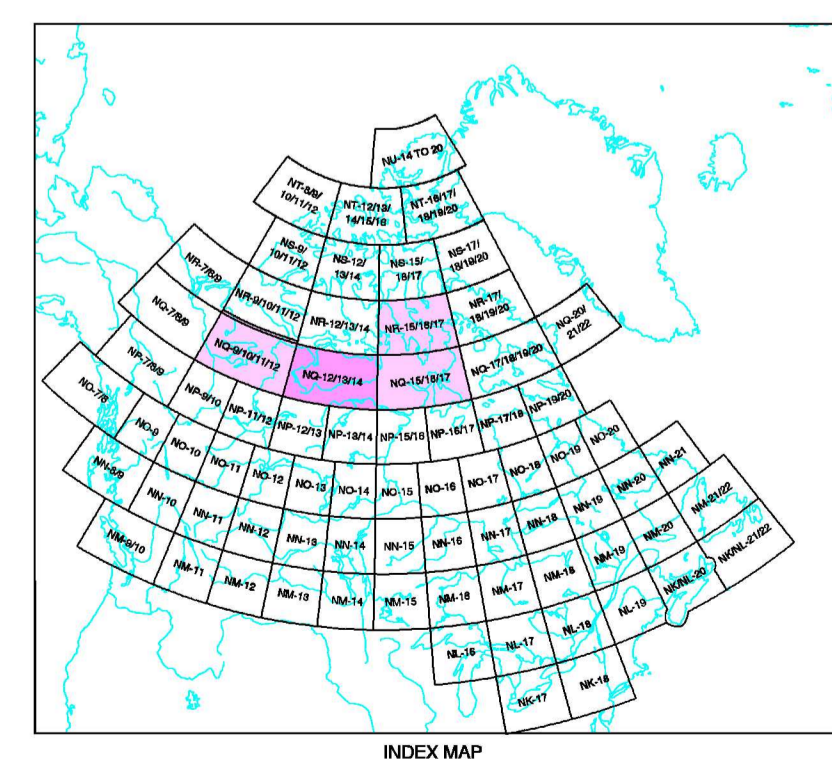 NU-14 TO 20
NT-8/9/
10/11/12
NT-12/13/
14/15/16
NT-16/17/
18/19/20
NS-9/
10/11/12
NS-12/
13/14
NS-15/
16/17
NS-17/
18/19/20
NR-7/8/9
NR-9/10/11/12
NR-12/13/14
NR-15/16/17
NR-17/
18/19/20
NQ-7/8/9
NQ-9/10/11/12
NQ-12/13/14
NQ-15/16/17
NQ-17/18/19/20
NQ-20/
21/22
NP-7/8/9
NP-9/10
NP-11/12
NP-12/13
NP-13/14
NP-15/16
NP-16/17
NP-17/18
NP-19/20
NO-7/8
NO-9
NO-10
NO-11
NO-12
NO-13
NO-14
NO-15
NO-16
NO-17
NO-18
NO-19
NO-20
NN-8/9
NN-10
NN-11
NN-12
NN-13
NN-14
NN-15
NN-16
NN-17
NN-18
NN-19
NN-20
NN-21
NM-9/10
NM-11
NM-12
NM-13
NM-14
NM-15
NM-16
NM-17
NM-18
NM-19
NM-20
NM-21/22
NL-16
NL-17
NL-18
NL-19
NK/NL-20
NK/NL-21/22
NK-17
NK-18
INDEX MAP